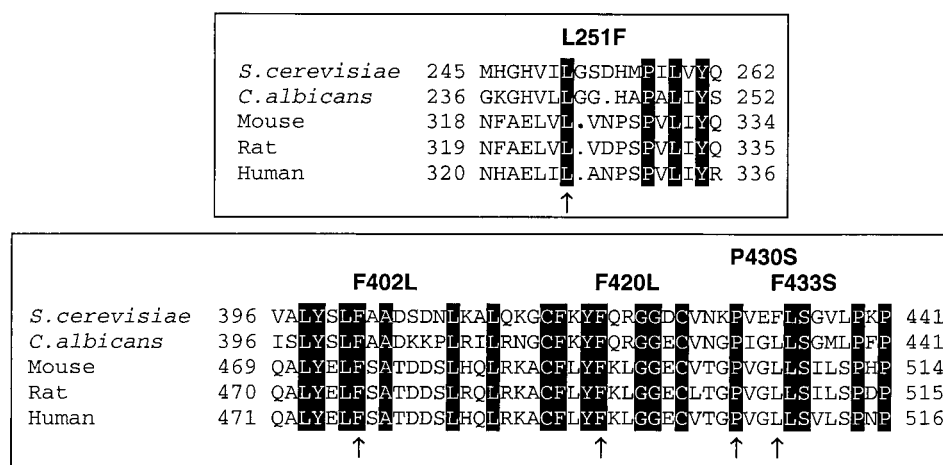 L251F
S.cerevisiae 245 MHGHVILGSDHMPILVYQ 262
C.albicans 236 GKGHVLLGG.HAPALIYS 252
Mouse 318 NFAELVL.VNPSPVLIYQ 334
Rat 319 NFAELVL.VDPSPVLIYQ 335
Human 320 NHAELIL.ANPSPVLIYR 336
↑
P430S
F402L F420L F433S
S.cerevisiae 396 VALYSLFAADSDNLKALQKGCFKYFQRGGDCVNKPVEFLSGVLPKP 441
C.albicans 396 ISLYSLFAADKKPLRILRNGCFKYFQRGGECVNGPIGLLSGMLPFP 441
Mouse 469 QALYELFSATDDSLHQLRKACFLYFKLGGECVTGPVGLLSILSPHP 514
Rat 470 QALYELFSATDDSLRQLRKACFLYFKLGGECLTGPVGLLSILSPDP 515
Human 471 QALYELFSATDDSLHQLRKACFLYFKLGGECVTGPVGLLSVLSPNP 516
↑ ↑ ↑ ↑